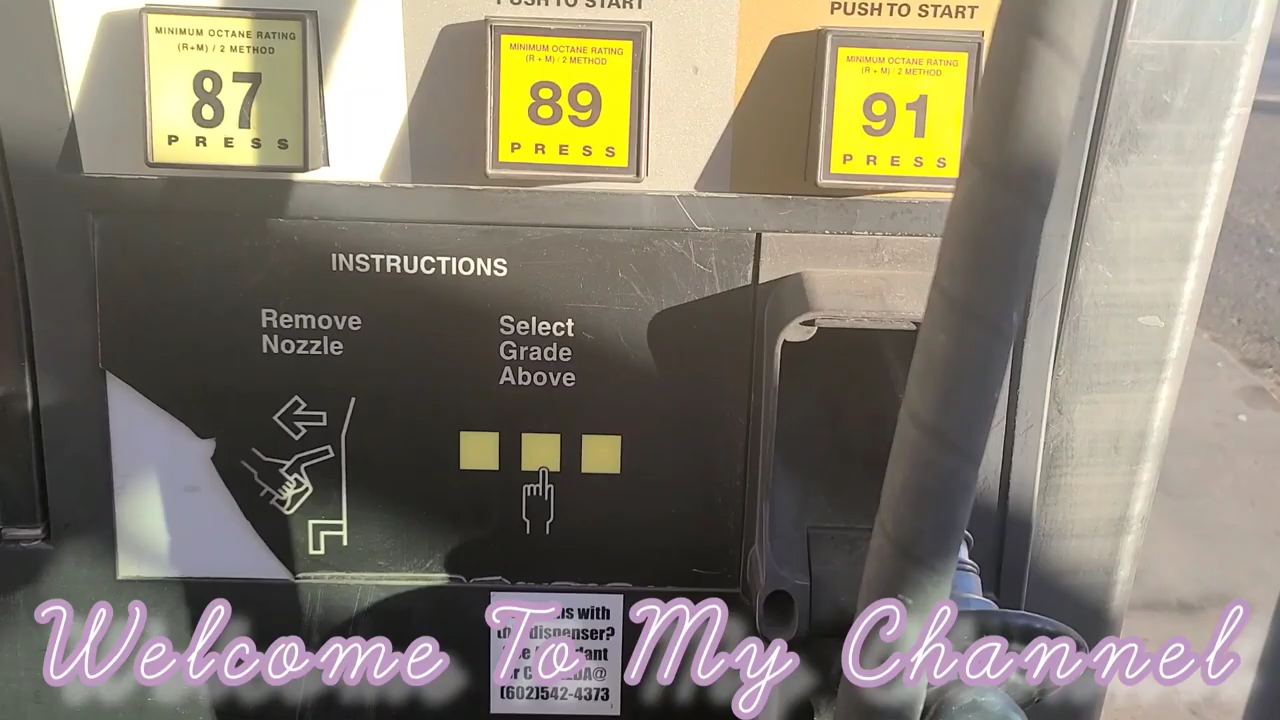 PUSH TO START
PUSH TO START
MINIMUM OCTANE RATING
(R+M) / 2 METHOD
87
PRESS
MINIMUM OCTANE RATING
(R + M) / 2 METHOD
89
PRESS
MINIMUM OCTANE RATING
(R + M) / 2 METHOD
91
PRESS
INSTRUCTIONS
Remove
Nozzle
Select
Grade
Above
with
dispenser?
or
(602)542-4373
Welcome To My Channel